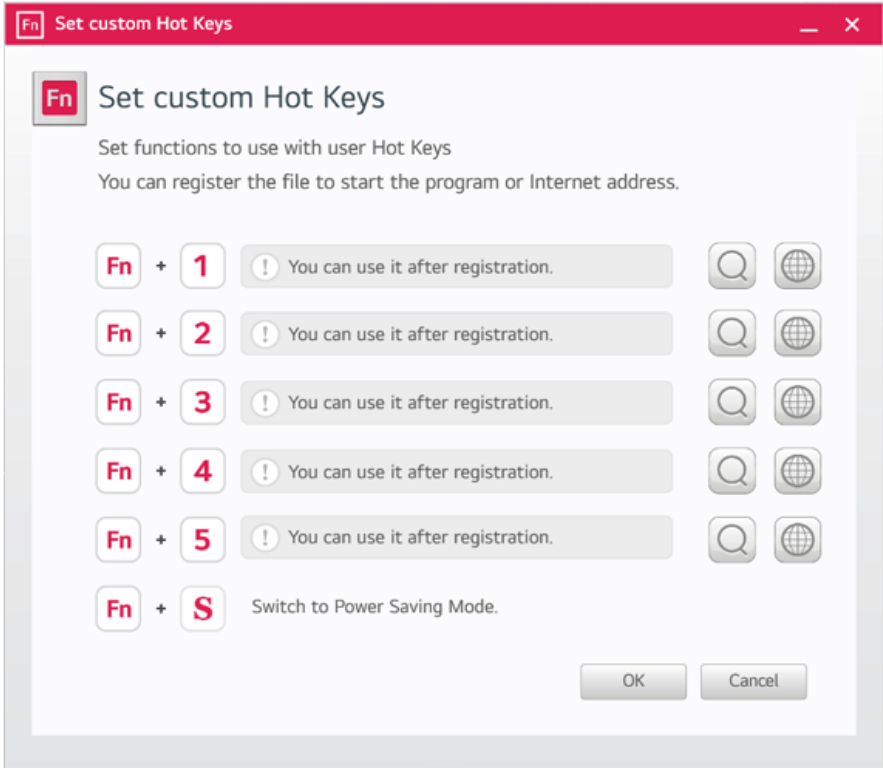 Fn Set custom Hot Keys
Fn Set custom Hot Keys
Set functions to use with user Hot Keys
You can register the file to start the program or Internet address.
Fn + 1 ! You can use it after registration.
Fn + 2 ! You can use it after registration.
Fn + 3 ! You can use it after registration.
Fn + 4 ! You can use it after registration.
Fn + 5 ! You can use it after registration.
Fn + S Switch to Power Saving Mode.
OK Cancel